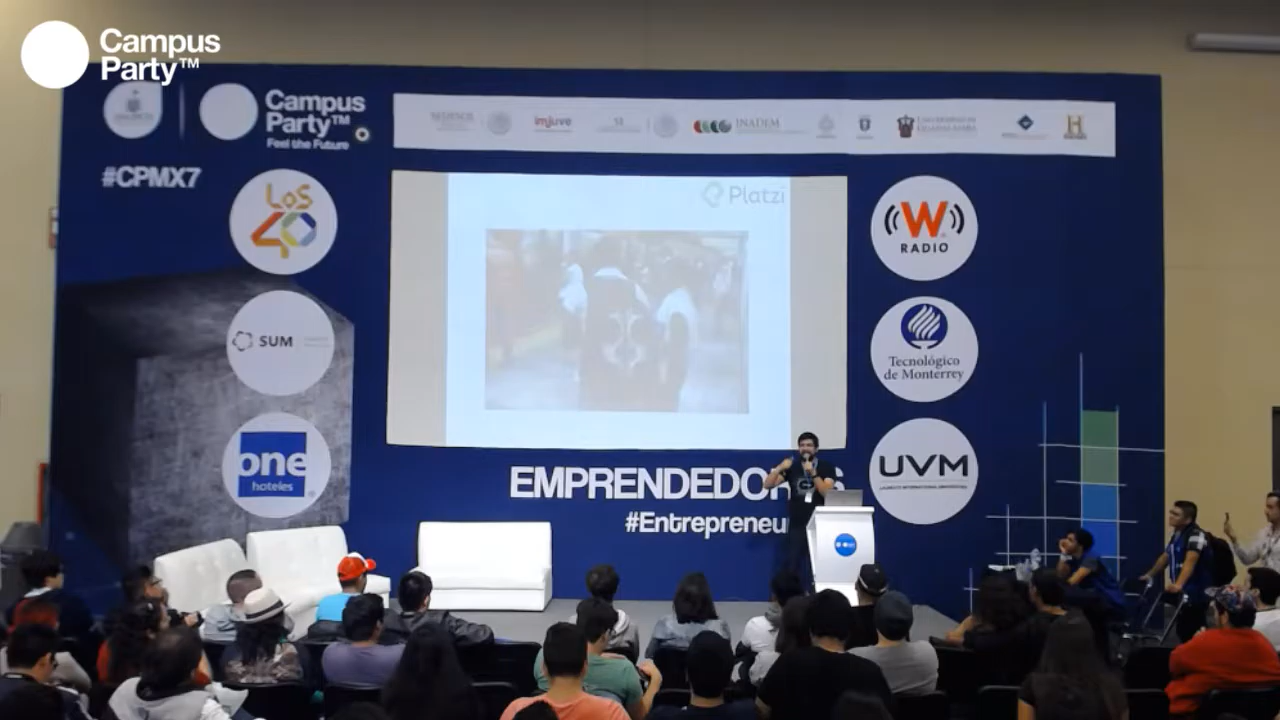 Campus
Party™
Campus
Party™
Feel the Future
imjuve
INADEM
#CPMX7
Platzi
LOS
40
W
RADIO
SUM
Tecnológico
de Monterrey
one
hoteles
UVM
EMPRENDEDO
#Entrepreneu